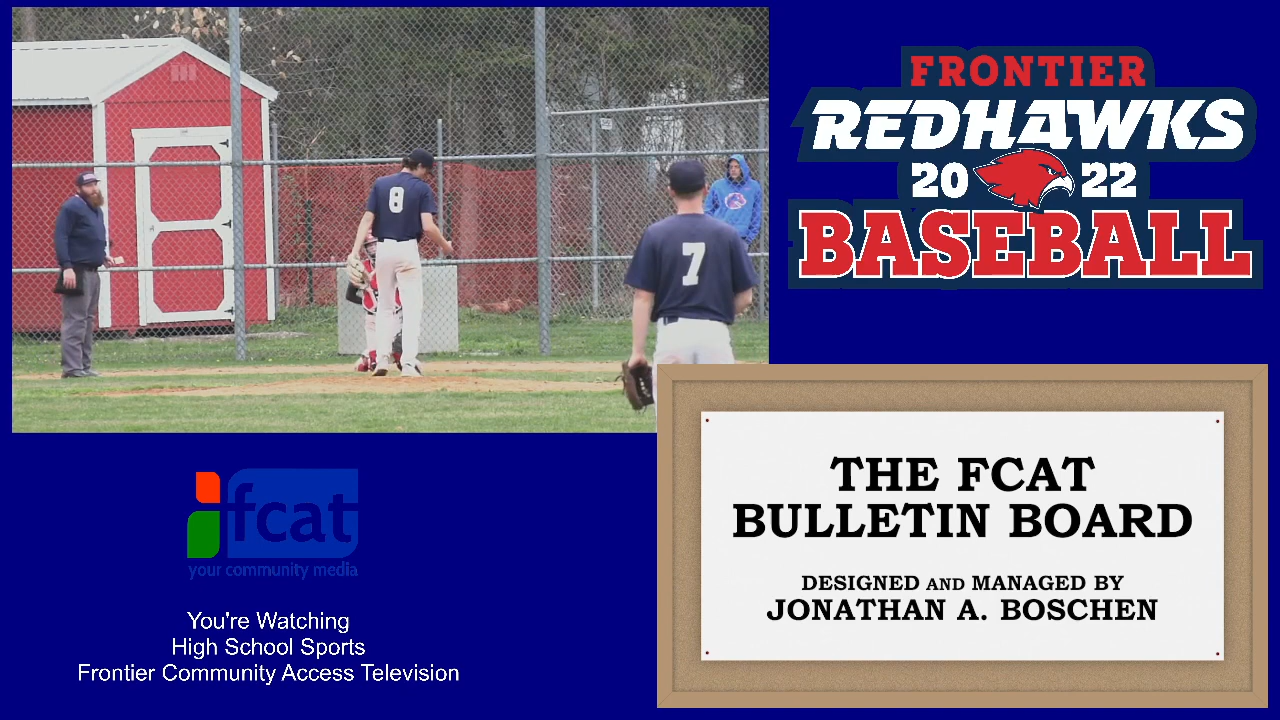 8
7
FRONTIER
REDHAWKS
20 22
BASEBALL
THE FCAT
BULLETIN BOARD
DESIGNED AND MANAGED BY
JONATHAN A. BOSCHEN
fcat
your community media
You're Watching
High School Sports
Frontier Community Access Television